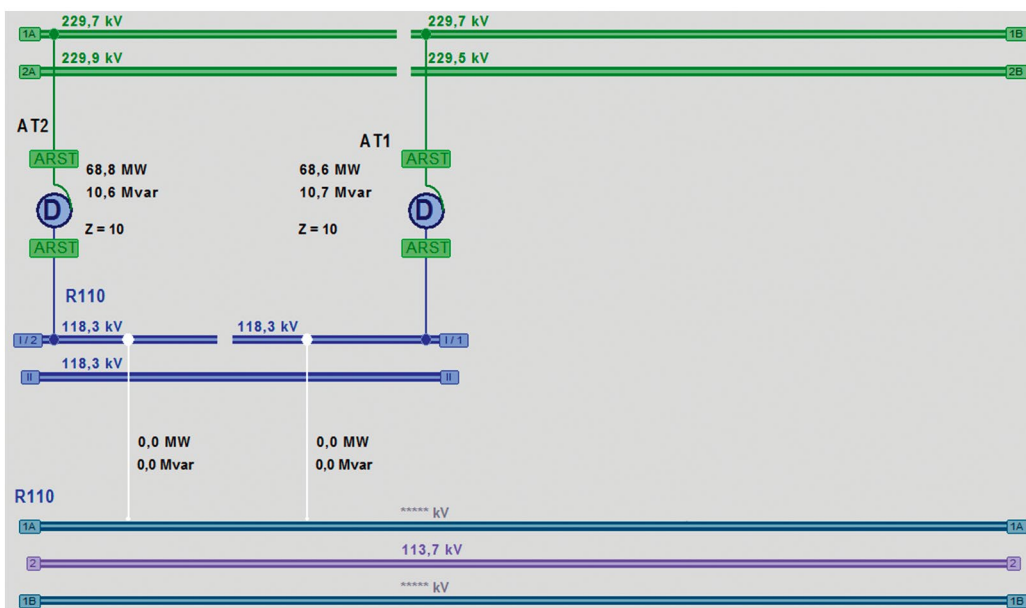 229,7 kV 229,7 kV
1A 1B
229,9 kV 229,5 kV
2A 2B
AT2 AT1
ARST ARST
68,8 MW 68,6 MW
10,6 Mvar 10,7 Mvar
D D
Z = 10 Z = 10
ARST ARST
R110
118,3 kV 118,3 kV
I / 2 I / 1
118,3 kV
II II
0,0 MW 0,0 MW
0,0 Mvar 0,0 Mvar
R110
***** kV
1A 1A
113,7 kV
2 2
***** kV
1B 1B